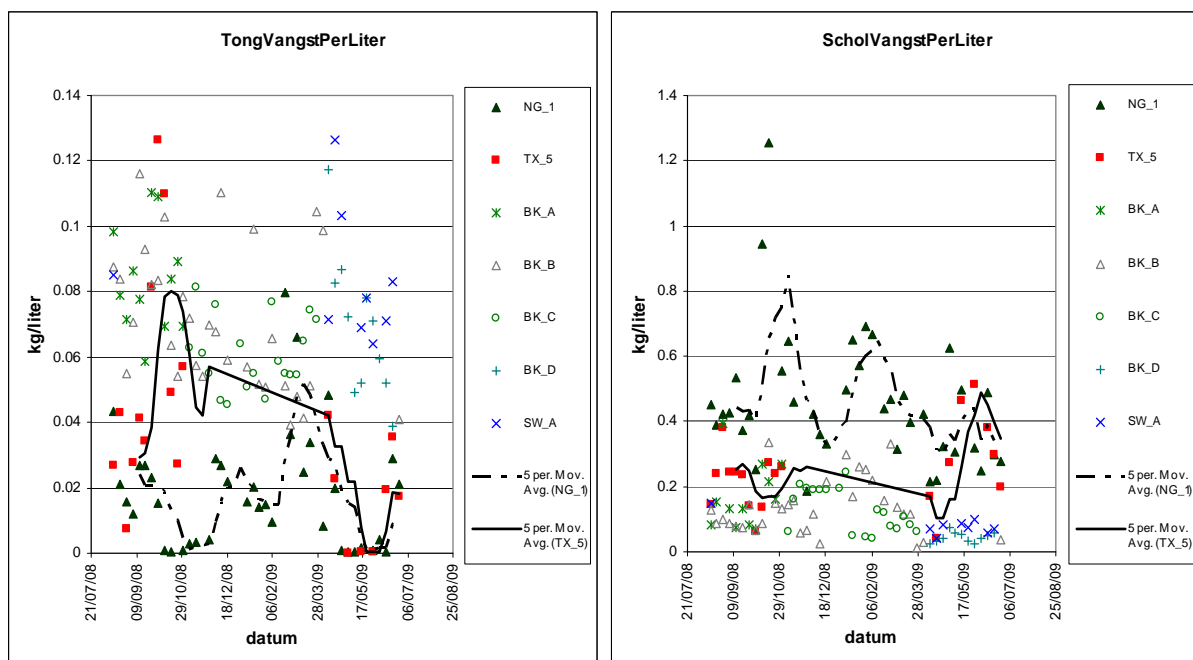 TongVangstPerLiter
0.14
0.12
0.1
0.08
0.06
0.04
0.02
0
kg/liter
21/07/08
09/09/08
29/10/08
18/12/08
06/02/09
28/03/09
17/05/09
06/07/09
25/08/09
datum
NG_1
TX_5
BK_A
BK_B
BK_C
BK_D
SW_A
5 per. Mov.
Avg. (NG_1)
5 per. Mov.
Avg. (TX_5)
ScholVangstPerLiter
1.4
1.2
1
0.8
0.6
0.4
0.2
0
kg/liter
21/07/08
09/09/08
29/10/08
18/12/08
06/02/09
28/03/09
17/05/09
06/07/09
25/08/09
datum
NG_1
TX_5
BK_A
BK_B
BK_C
BK_D
SW_A
5 per. Mov.
Avg. (NG_1)
5 per. Mov.
Avg. (TX_5)